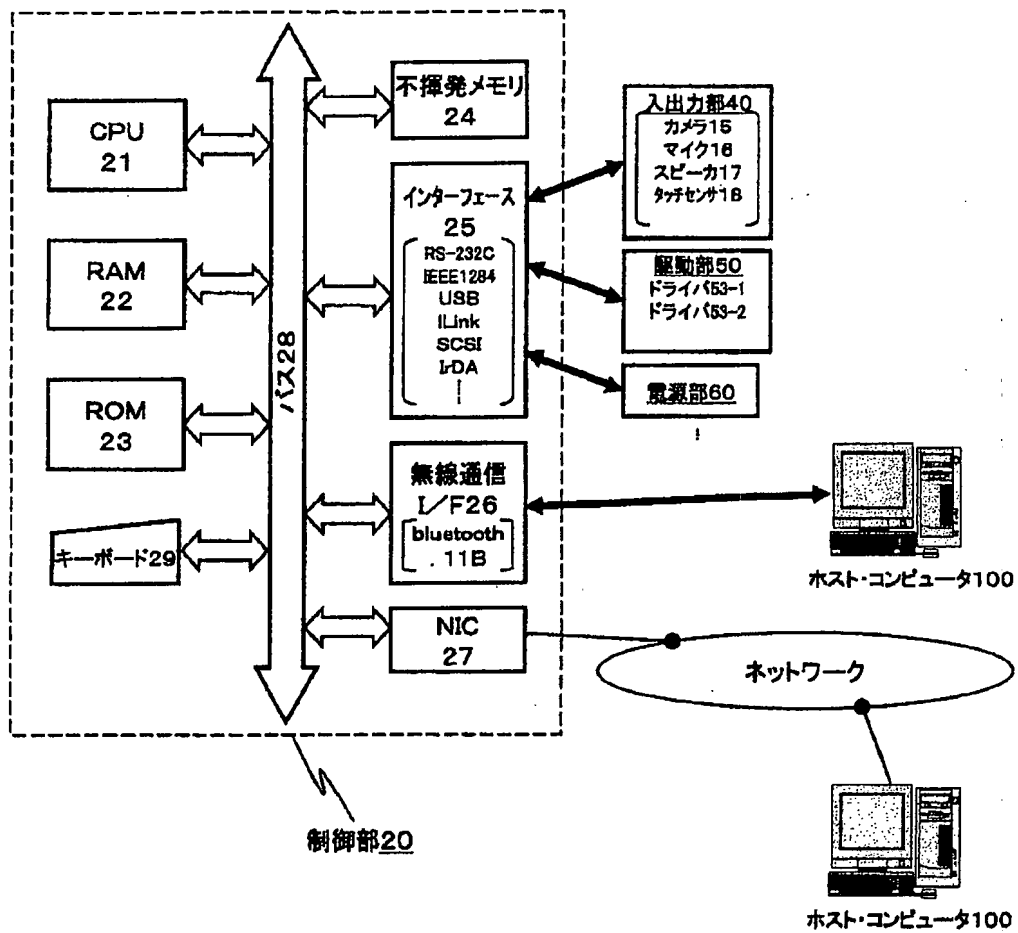 CPU
21
RAM
22
ROM
23
キーボード29
バス28
不揮発メモリ
24
インターフェース
25
RS-232C
IEEE1284
USB
iLink
SCSI
IrDA
無線通信
I/F26
bluetooth
.11B
NIC
27
入出力部40
カメラ15
マイク16
スピーカ17
タッチセンサ18
駆動部50
ドライバ53-1
ドライバ53-2
電源部60
ホスト・コンピュータ100
ネットワーク
制御部20
ホスト・コンピュータ100